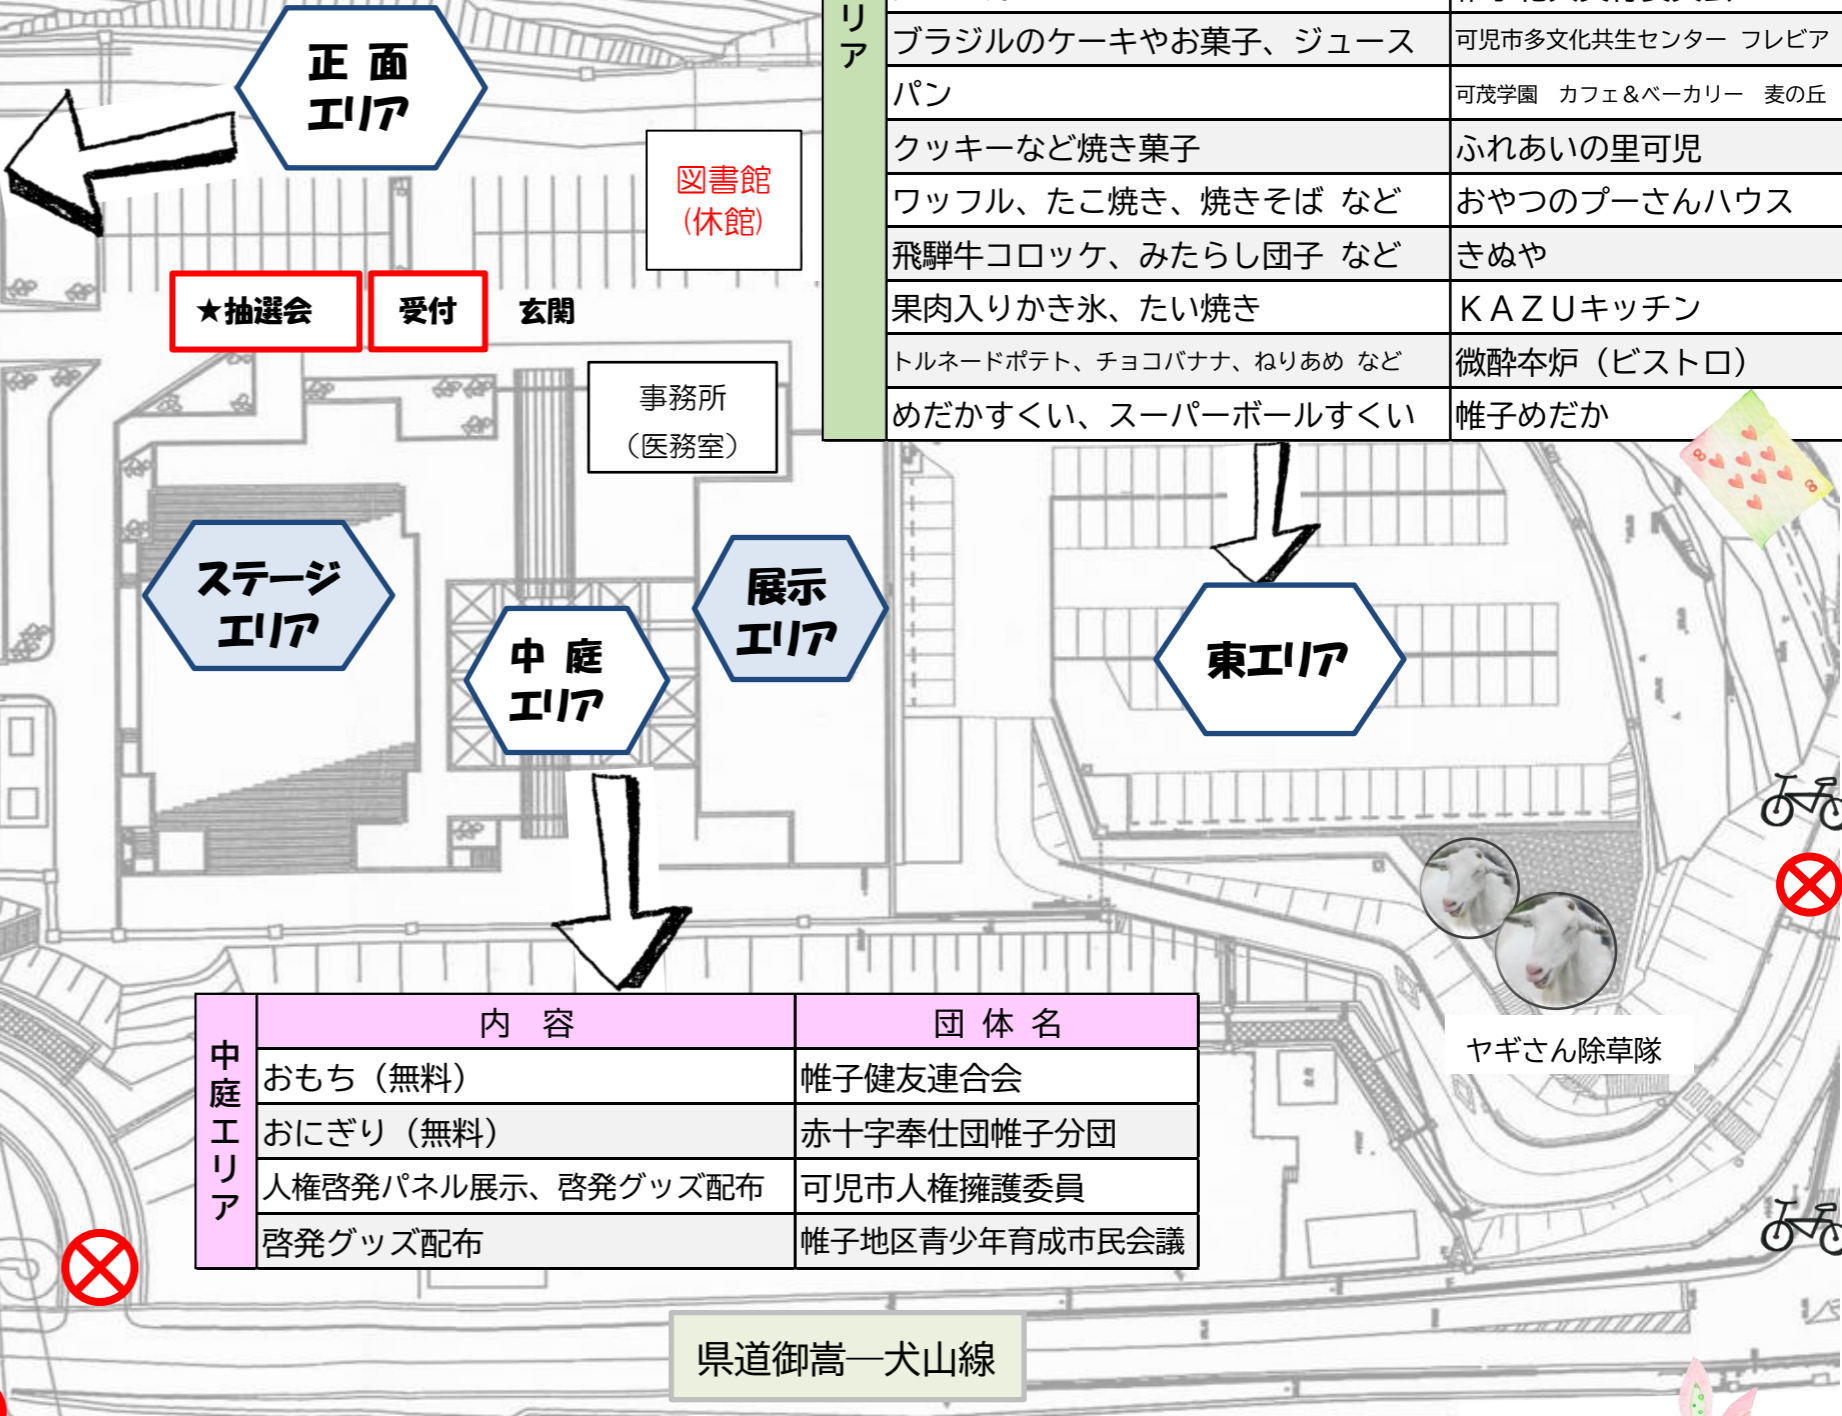 正 面
エリア
図書館
(休館)
★抽選会
受付
玄関
事務所
（医務室）
リ
ア
ブラジルのケーキやお菓子、ジュース 可児市多文化共生センター フレビア
パン 可茂学園 カフェ＆ベーカリー 麦の丘
クッキーなど焼き菓子 ふれあいの里可児
ワッフル、たこ焼き、焼きそば など おやつのプーさんハウス
飛騨牛コロッケ、みたらし団子 など きぬや
果肉入りかき氷、たい焼き ＫＡＺＵキッチン
トルネードポテト、チョコバナナ、ねりあめ など 微酔夲炉（ビストロ）
めだかすくい、スーパーボールすくい 帷子めだか
8
8
ステージ
エリア
中 庭
エリア
展示
エリア
東エリア
ヤギさん除草隊
中庭エリア
内 容 団 体 名
おもち（無料） 帷子健友連合会
おにぎり（無料） 赤十字奉仕団帷子分団
人権啓発パネル展示、啓発グッズ配布 可児市人権擁護委員
啓発グッズ配布 帷子地区青少年育成市民会議
県道御嵩―犬山線